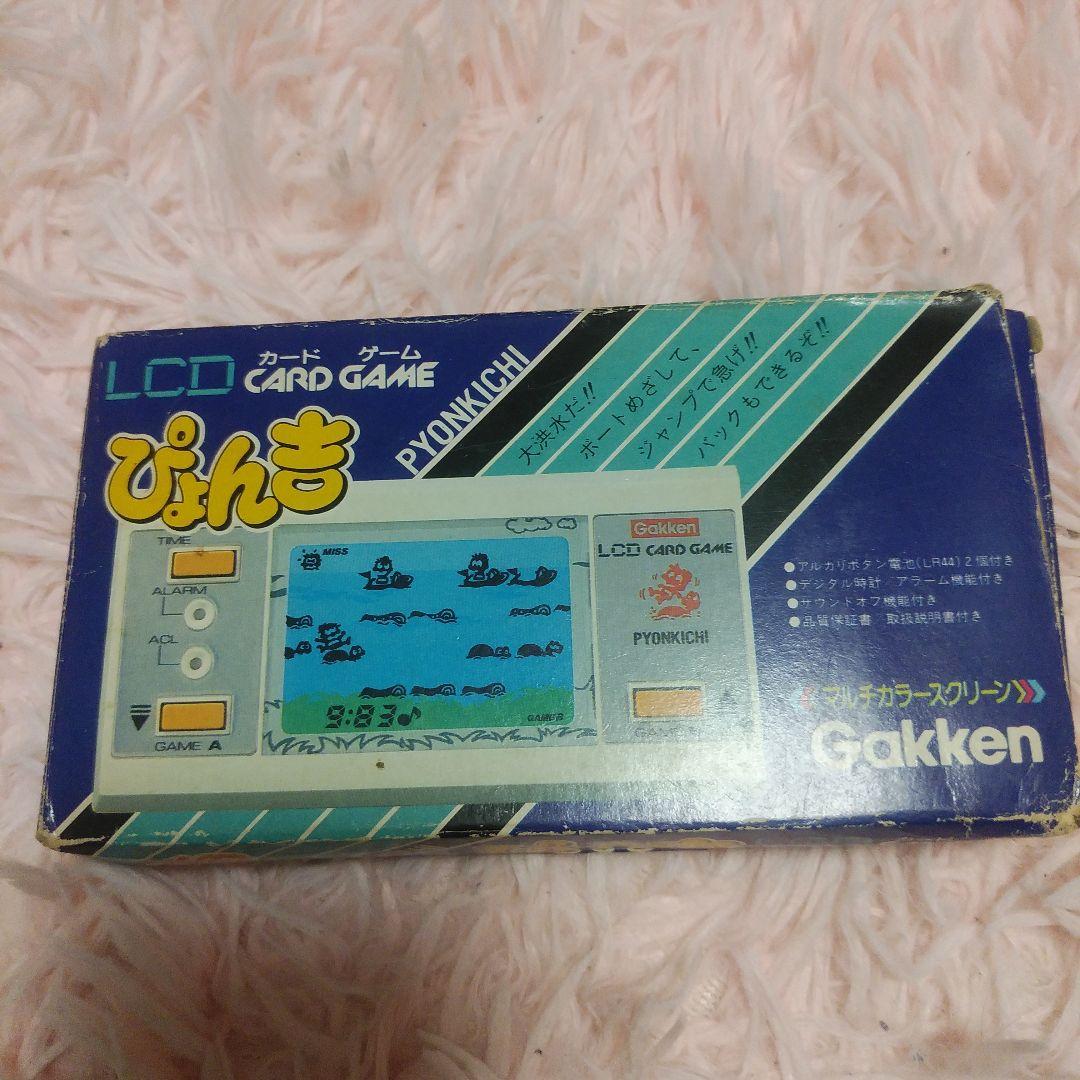 カード ゲーム
LCD CARD GAME
PYONKICHI
ぴょん吉
大洪水だ!!
ボートめざして、
ジャンプで急げ!!
バックもできるぞ!!
TIME
ALARM
ACL
GAME A
MISS
9:83♪
GAME B
Gakken
LCD CARD GAME
PYONKICHI
●アルカリボタン電池(LR44)2個付き
●デジタル時計/アラーム機能付き
●サウンドオフ機能付き
●品質保証書 取扱説明書付き
マルチカラースクリーン
Gakken